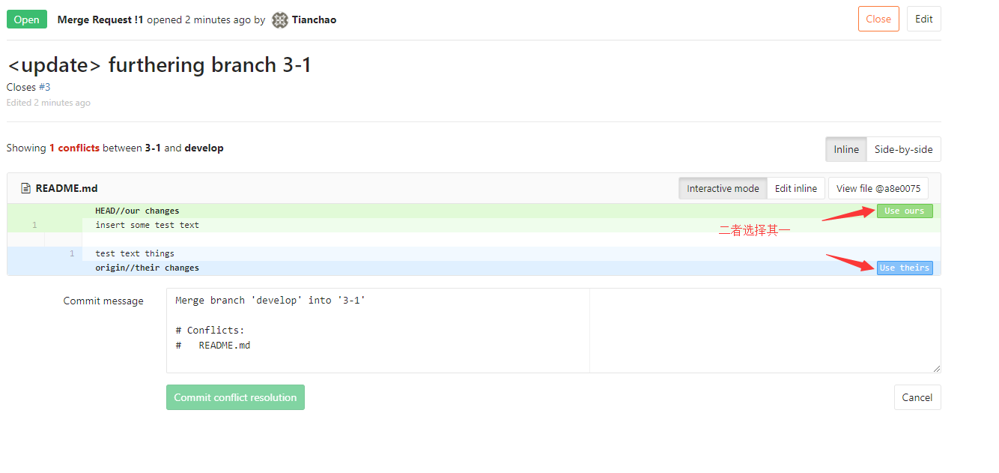 Open Merge Request !1 opened 2 minutes ago by Tianchao Close Edit
<update> furthering branch 3-1
Closes #3
Edited 2 minutes ago
Showing 1 conflicts between 3-1 and develop Inline Side-by-side
README.md Interactive mode Edit inline View file @a8e0075
HEAD//our changes Use ours
1 insert some test text
二者选择其一
1 test text things
origin//their changes Use theirs
Commit message Merge branch 'develop' into '3-1'
# Conflicts:
# README.md
Commit conflict resolution Cancel